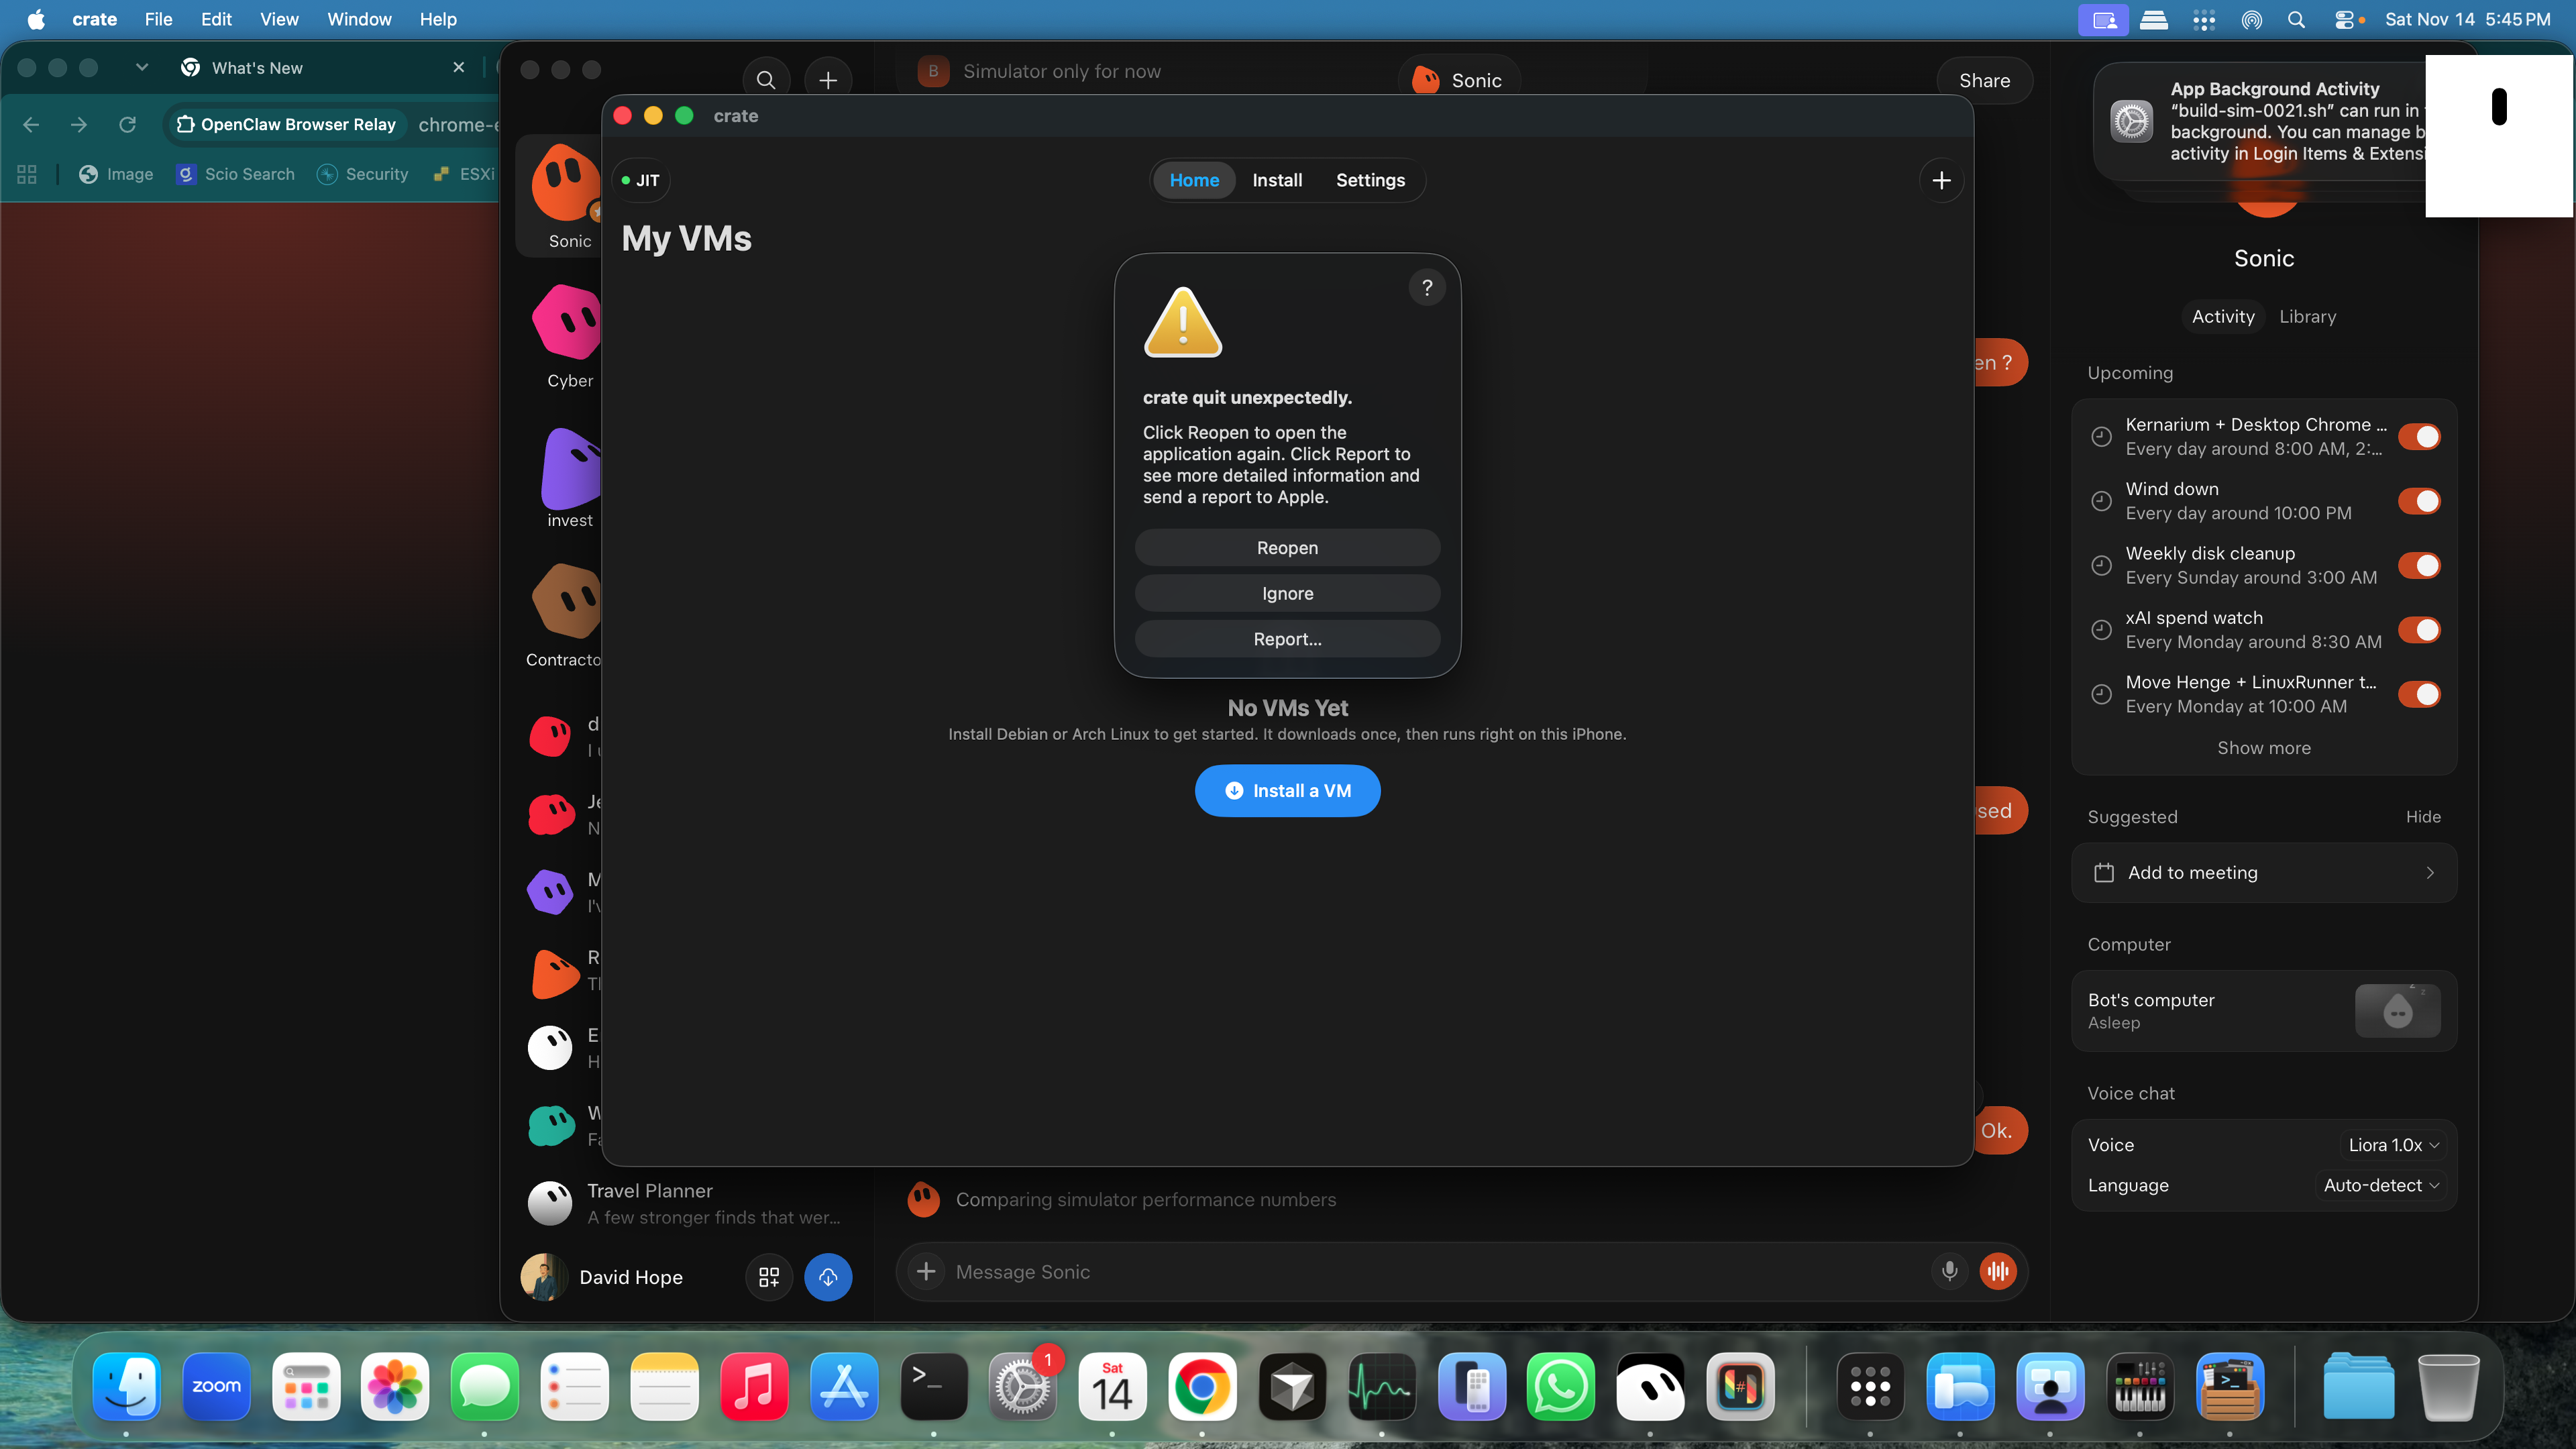 crate File Edit View Window Help
Sat Nov 14 5:45 PM
What's New
OpenClaw Browser Relay
Image
Scio Search
Security
ESXi
Simulator only for now
Sonic
Share
App Background Activity
“build-sim-0021.sh” can run in
background. You can manage
activity in Login Items &
crate
JIT
Home
Install
Settings
My VMs
crate quit unexpectedly.
Click Reopen to open the
application again. Click Report to
see more detailed information and
send a report to Apple.
Reopen
Ignore
Report...
No VMs Yet
Install Debian or Arch Linux to get started. It downloads once, then runs right on this iPhone.
Install a VM
Sonic
Cyber
invest
Travel Planner
A few stronger finds that wer...
David Hope
Ok.
Comparing simulator performance numbers
Message Sonic
Sonic
Activity
Library
Upcoming
Kernarium + Desktop Chrome ...
Every day around 8:00 AM, 2:...
Wind down
Every day around 10:00 PM
Weekly disk cleanup
Every Sunday around 3:00 AM
xAI spend watch
Every Monday around 8:30 AM
Move Henge + LinuxRunner t...
Every Monday at 10:00 AM
Show more
Suggested
Hide
Add to meeting
Computer
Bot's computer
Asleep
Voice chat
Voice
Liora 1.0x
Language
Auto-detect
zoom
1
Sat
14